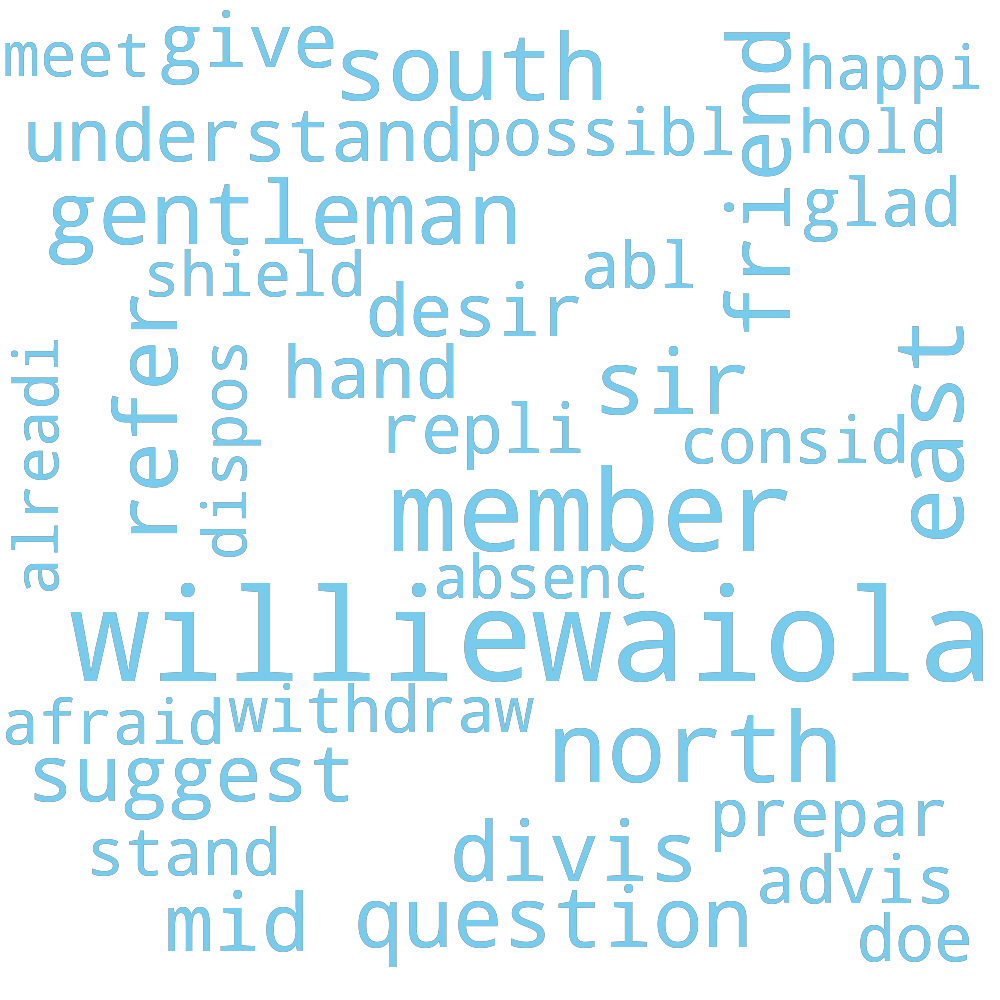 meet
give
south
friend
happi
understand
possibl
hold
gentleman
glad
shield
abl
desir
refer
east
alreadi
dispos
hand
sir
repli
consid
member
absenc
williewaiola
afraid
withdraw
north
suggest
prepar
stand
divis
advis
mid
question
doe